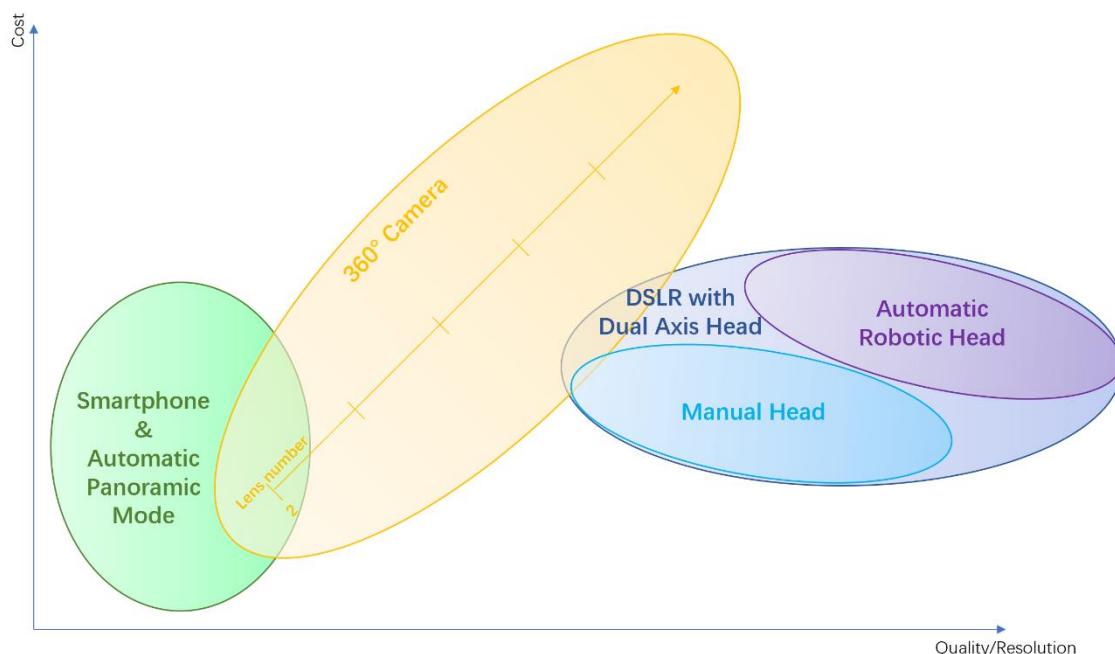 Cost
360° Camera
DSLR with
Dual Axis Head
Automatic
Robotic Head
Manual Head
Smartphone
&
Automatic
Panoramic
Mode
Lens number
2
Quality/Resolution